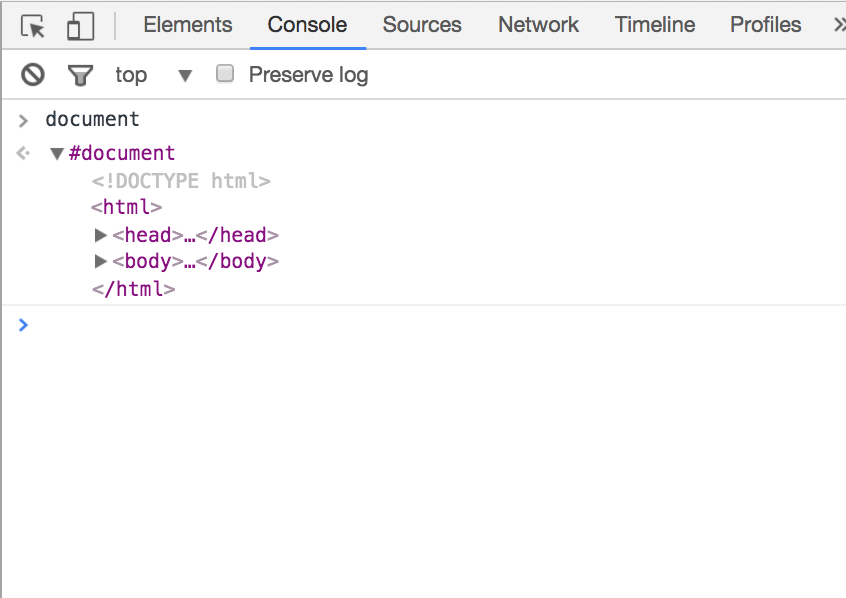 Elements Console Sources Network Timeline Profiles »
top Preserve log
> document
#document
<!DOCTYPE html>
<html>
<head>…</head>
<body>…</body>
</html>
>